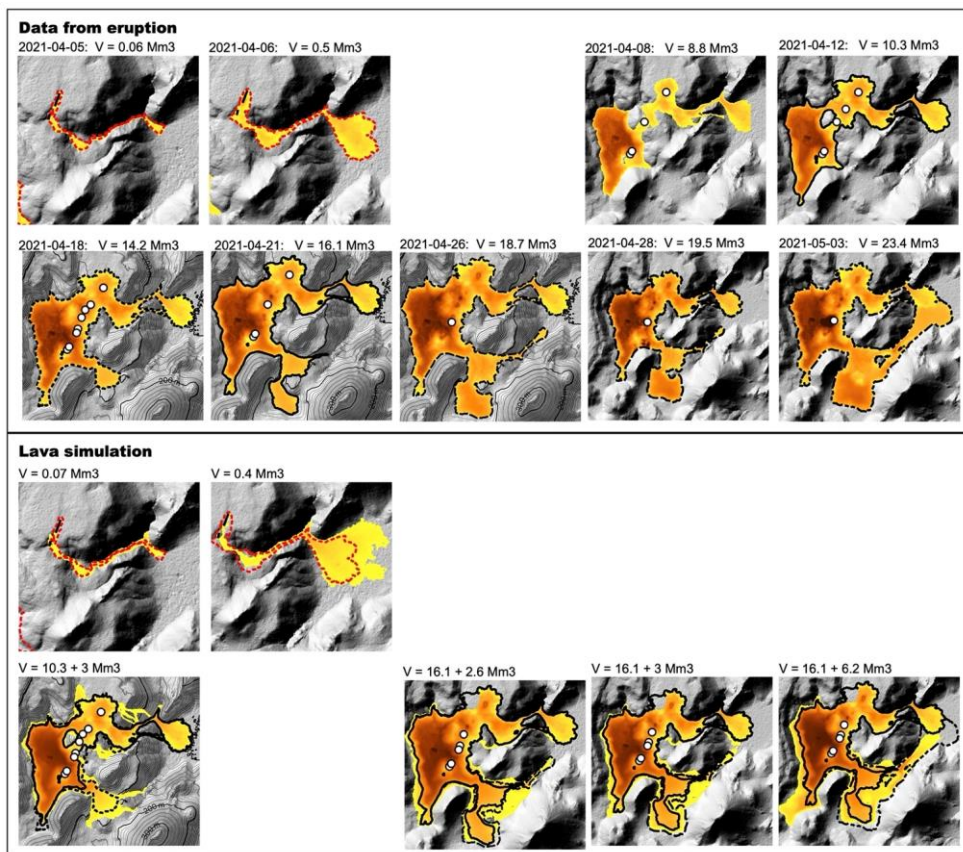 Data from eruption
2021-04-05: V = 0.06 Mm3
2021-04-06: V = 0.5 Mm3
2021-04-08: V = 8.8 Mm3
2021-04-12: V = 10.3 Mm3
2021-04-18: V = 14.2 Mm3
2021-04-21: V = 16.1 Mm3
2021-04-26: V = 18.7 Mm3
2021-04-28: V = 19.5 Mm3
2021-05-03: V = 23.4 Mm3
200 m
Lava simulation
V = 0.07 Mm3
V = 0.4 Mm3
V = 10.3 + 3 Mm3
V = 16.1 + 2.6 Mm3
V = 16.1 + 3 Mm3
V = 16.1 + 6.2 Mm3
200 m
300 m